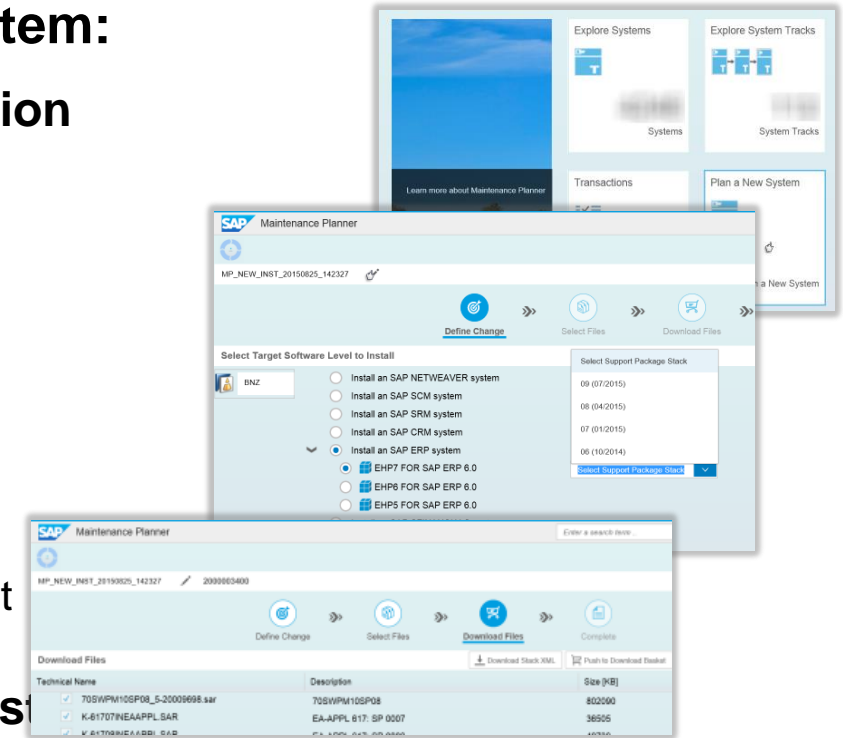 tem:
ion
Explore Systems
Explore System Tracks
T
T T T
Systems
System Tracks
Learn more about Maintenance Planner
Transactions
Plan a New System
a New System
SAP Maintenance Planner
MP_NEW_INST_20150825_142327
Define Change
Select Files
Download Files
Select Target Software Level to Install
BNZ
Install an SAP NETWEAVER system
Install an SAP SCM system
Install an SAP SRM system
Install an SAP CRM system
Install an SAP ERP system
EHP7 FOR SAP ERP 6.0
EHP6 FOR SAP ERP 6.0
EHP5 FOR SAP ERP 6.0
Select Support Package Stack
09 (07/2015)
08 (04/2015)
07 (01/2015)
06 (10/2014)
Select Support Package Stack
t
st
SAP Maintenance Planner
Enter a search term...
MP_NEW_INST_20150825_142327 2000003400
Define Change
Select Files
Download Files
Complete
Download Files
Download Stack XML
Push to Download Basket
Technical Name Description Size [KB]
70SWPM10SP08_5-20009698.sar 70SWPM10SP08 802090
K-61707INEAAPPL.SAR EA-APPL 617: SP 0007 36505